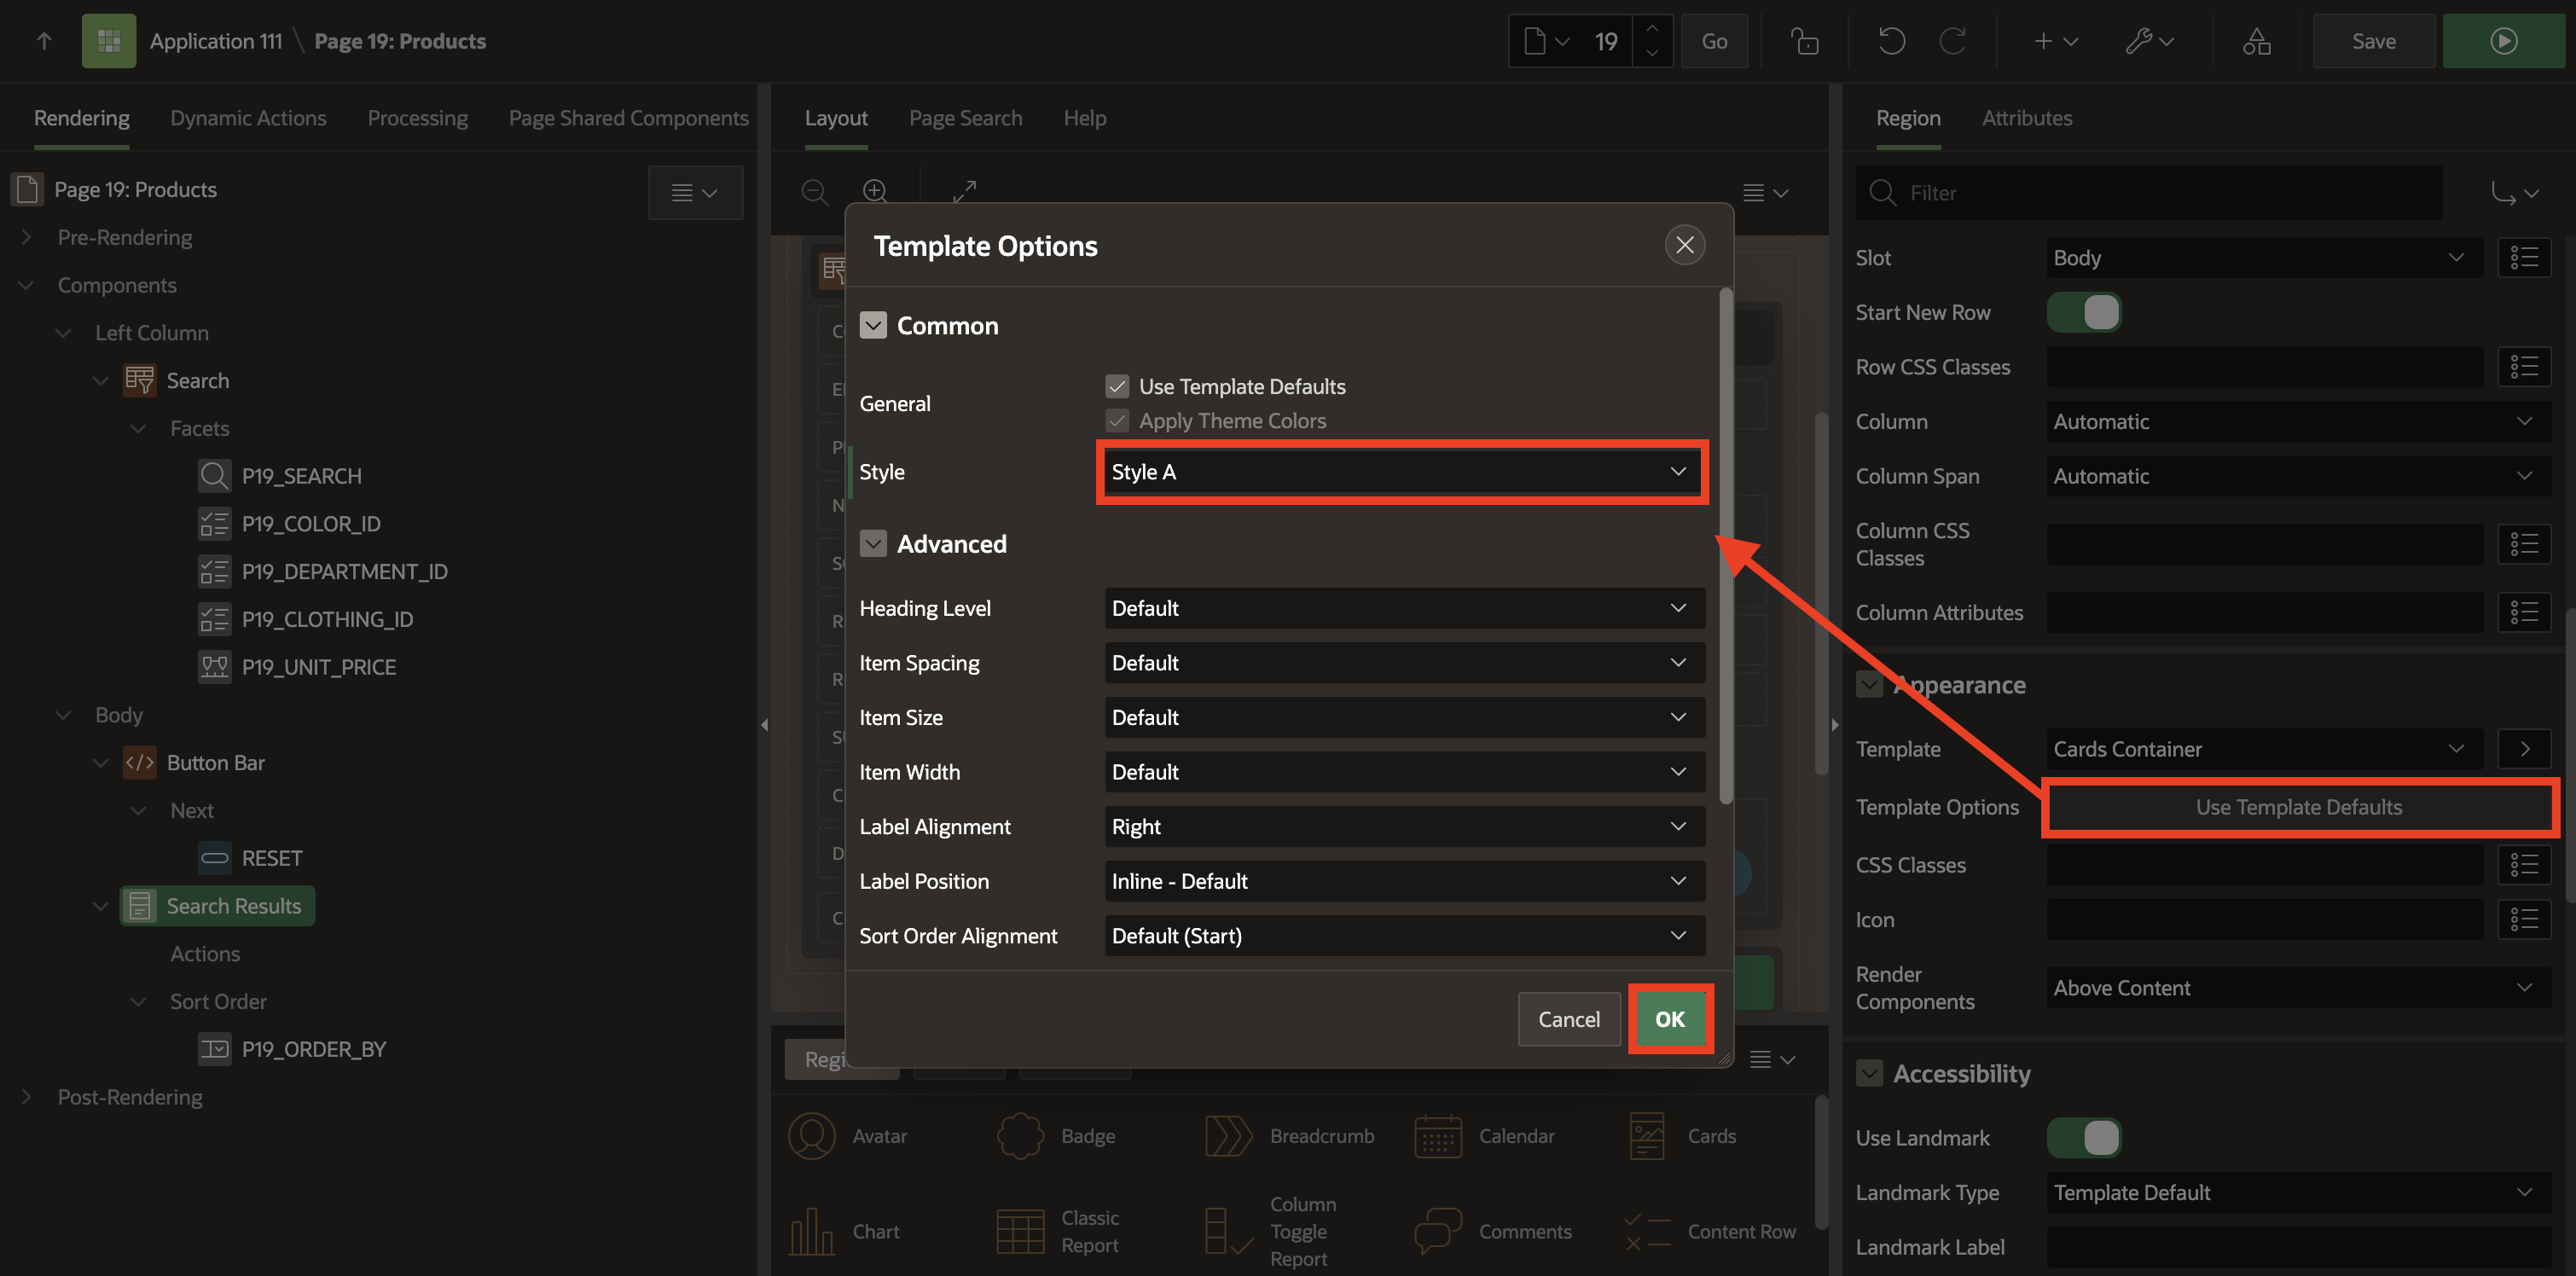 Application 111 \ Page 19: Products
19
Go
Save
Rendering
Dynamic Actions
Processing
Page Shared Components
Page 19: Products
Pre-Rendering
Components
Left Column
Search
Facets
P19_SEARCH
P19_COLOR_ID
P19_DEPARTMENT_ID
P19_CLOTHING_ID
P19_UNIT_PRICE
Body
Button Bar
Next
RESET
Search Results
Actions
Sort Order
P19_ORDER_BY
Post-Rendering
Layout
Page Search
Help
Template Options
Common
General
Use Template Defaults
Apply Theme Colors
Style
Style A
Advanced
Heading Level
Default
Item Spacing
Default
Item Size
Default
Item Width
Default
Label Alignment
Right
Label Position
Inline - Default
Sort Order Alignment
Default (Start)
Cancel
OK
Avatar
Badge
Breadcrumb
Calendar
Cards
Chart
Classic
Report
Column
Toggle
Report
Comments
Content Row
Region
Attributes
Filter
Slot
Body
Start New Row
Row CSS Classes
Column
Automatic
Column Span
Automatic
Column CSS
Classes
Column Attributes
Appearance
Template
Cards Container
Template Options
Use Template Defaults
CSS Classes
Icon
Render
Components
Above Content
Accessibility
Use Landmark
Landmark Type
Template Default
Landmark Label